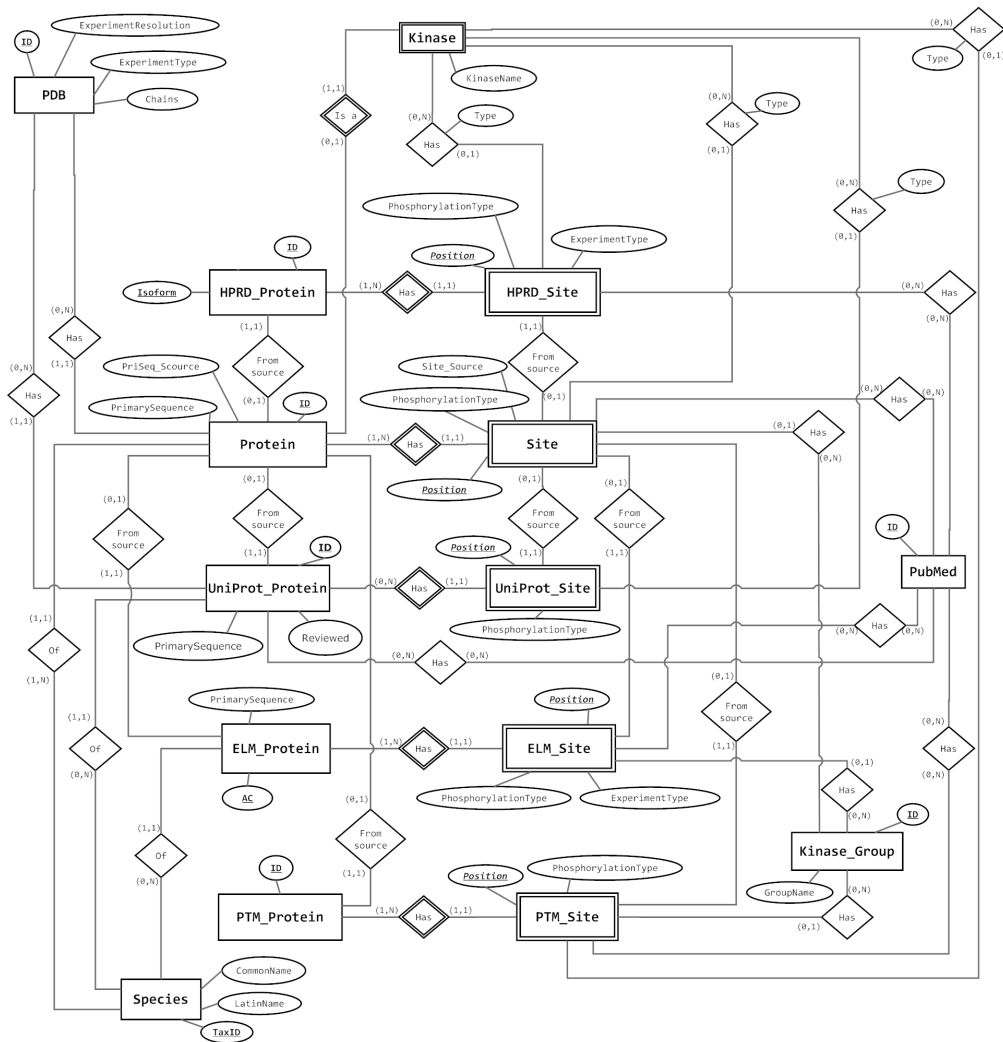 ExperimentResolution
ID
ExperimentType
PDB
Chains
Kinase
KinaseName
(0,N)
Has
Type
(0,1)
(1,1)
Is a
(0,1)
(0,N)
Type
Has
(0,1)
(0,N)
Type
Has
(0,1)
(0,N)
Type
Has
(0,1)
PhosphorylationType
ExperimentType
Position
ID
HPRD_Protein
Isoform
(1,N)
Has
(1,1)
HPRD_Site
(0,N)
Has
(0,N)
(0,N)
Has
(1,1)
(0,N)
Has
(1,1)
(1,1)
From
source
(0,1)
(1,1)
From
source
(0,1)
PriSeq_Scource
PrimarySequence
ID
Site_Source
PhosphorylationType
Protein
(1,N)
Has
(1,1)
Site
Position
(0,N)
Has
(0,N)
(0,1)
Has
(0,N)
(0,1)
From
source
(1,1)
(0,1)
From
source
(1,1)
(0,1)
From
source
(1,1)
(0,1)
From
source
(1,1)
ID
PubMed
ID
Position
UniProt_Protein
(0,N)
Has
(1,1)
UniProt_Site
PrimarySequence
Reviewed
PhosphorylationType
(0,N)
Has
(0,N)
(0,N)
Has
(0,N)
(1,1)
Of
(1,N)
(1,1)
Of
(0,N)
PrimarySequence
Position
ELM_Protein
(1,N)
Has
(1,1)
ELM_Site
AC
PhosphorylationType
ExperimentType
(0,1)
From
source
(1,1)
(0,N)
Has
(0,N)
(0,1)
Has
(0,N)
ID
Kinase_Group
GroupName
(0,N)
Has
(0,1)
(1,1)
Of
(0,N)
(0,1)
From
source
(1,1)
ID
Position
PhosphorylationType
PTM_Protein
(1,N)
Has
(1,1)
PTM_Site
CommonName
Species
LatinName
TaxID